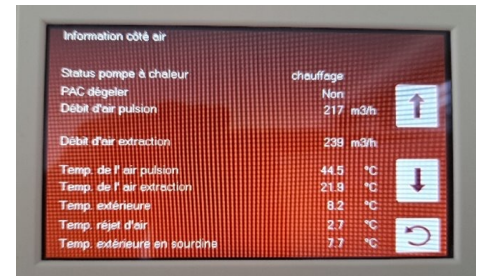 Information côté air
Status pompe à chaleur chauffage
PAC dégeler Non
Débit d'air pulsion 217 m3/h
Débit d'air extraction 239 m3/h
Temp. de l' air pulsion 44.5 °C
Temp. de l' air extraction 21.9 °C
Temp. extérieure 8.2 °C
Temp. réjet d'air 2.7 °C
Temp. extérieure en sourdine 7.7 °C